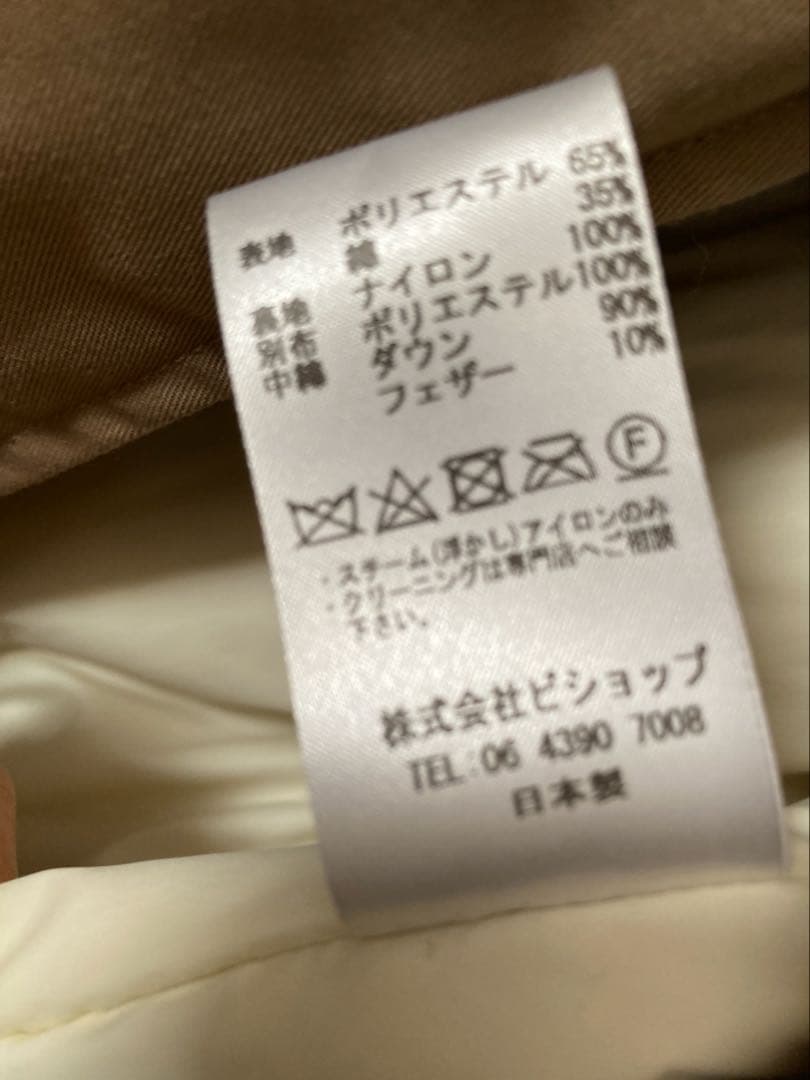 表地 ポリエステル 65%
綿 35%
裏地 ナイロン 100%
別布 ポリエステル100%
中綿 ダウン 90%
フェザー 10%
F
・スチーム(浮かし)アイロンのみ
・クリーニングは専門店へご相談
下さい。
株式会社ビショップ
TEL:06 4390 7008
日本製